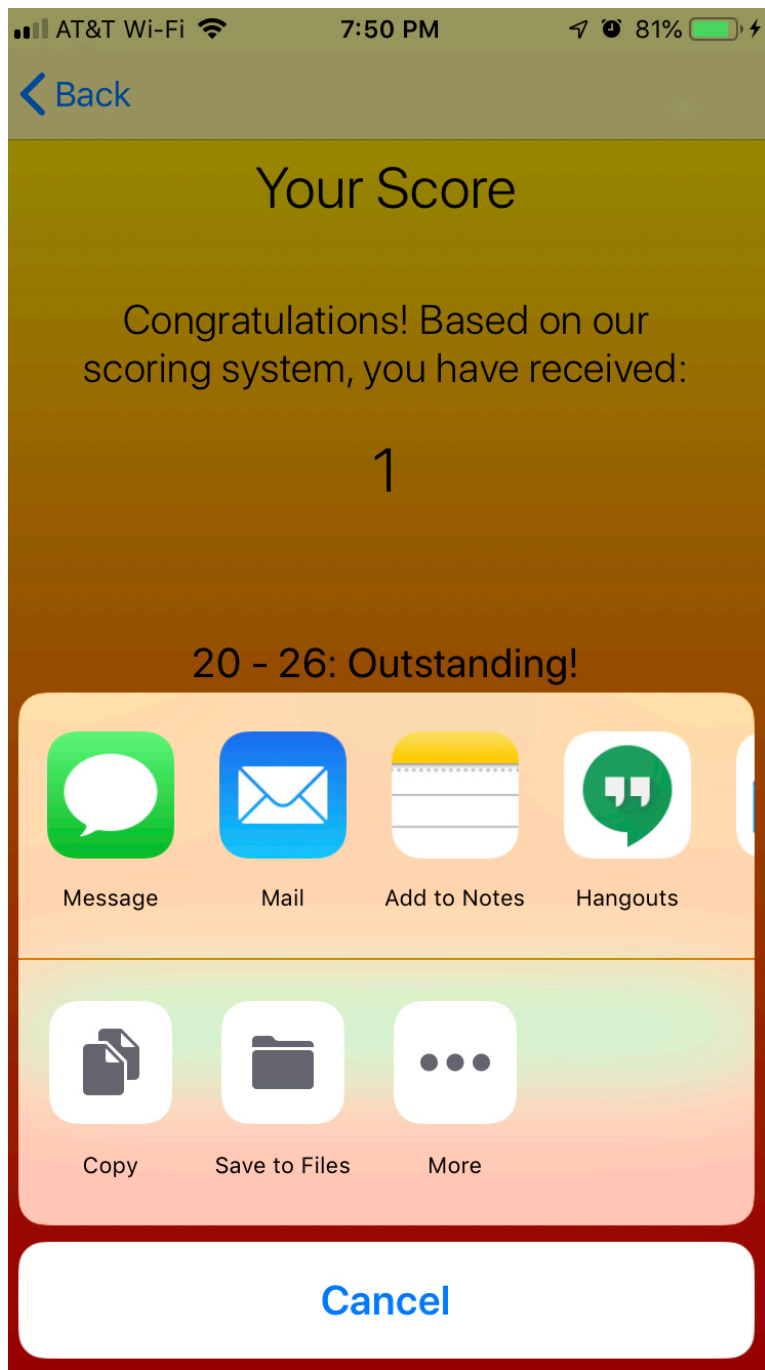 AT&T Wi-Fi 7:50 PM 81%
Back
Your Score
Congratulations! Based on our
scoring system, you have received:
1
20 - 26: Outstanding!
Message Mail Add to Notes Hangouts
Copy Save to Files More
Cancel